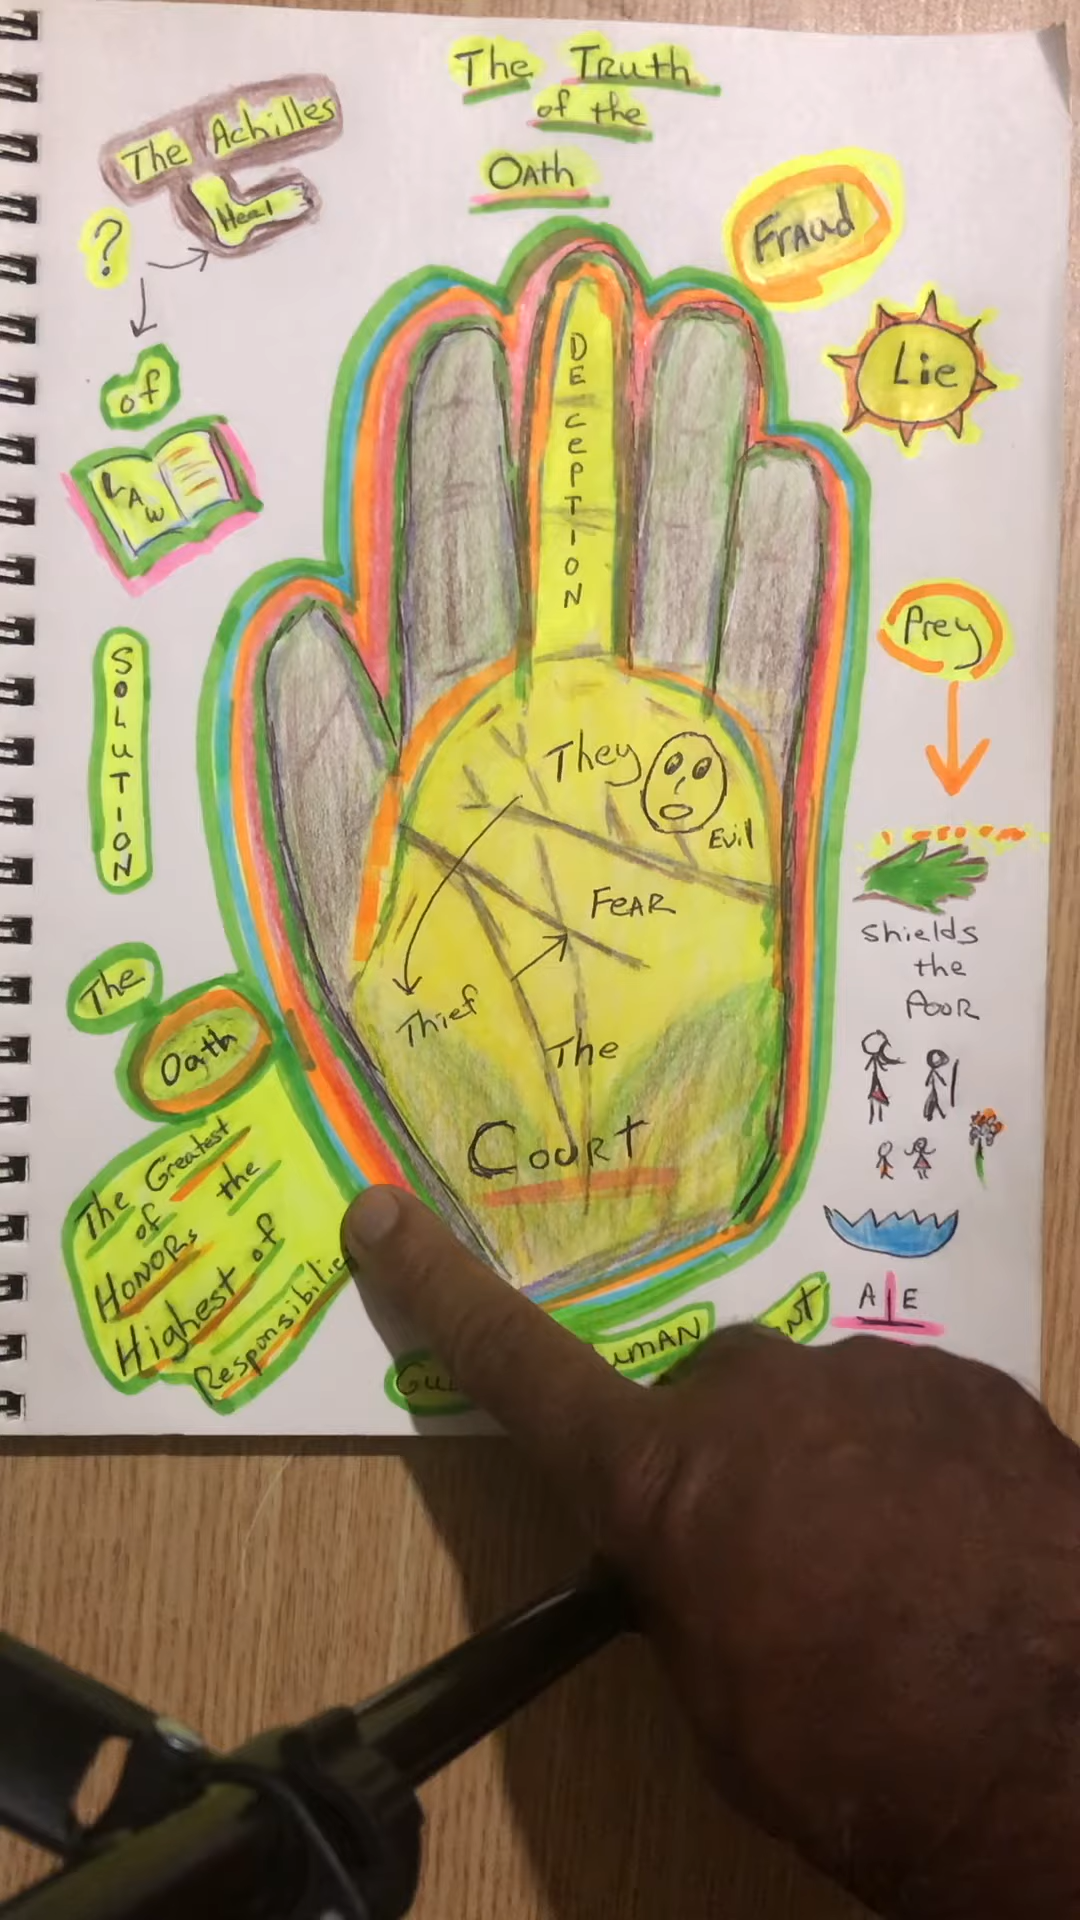 The Truth
of the
Oath
The Achilles
Heel
?
of
LAW
SOLUTION
The
Oath
The Greatest
of the
HONORS
Highest of
Responsibilie
Fraud
Lie
Prey
Shields
the
POOR
A E
DEcePTION
They
Evil
FeAR
Thief
The
COURT